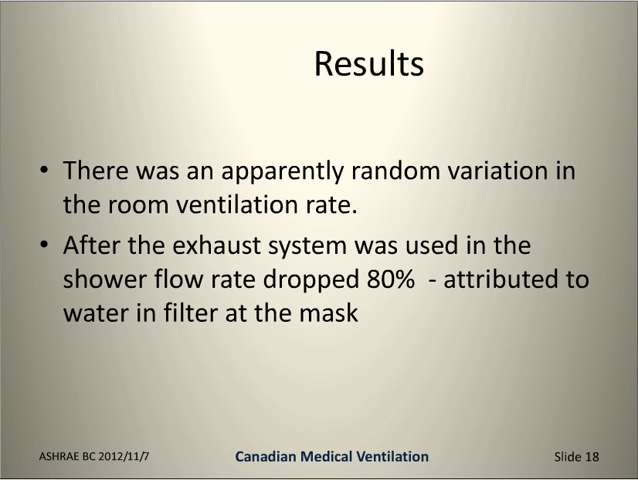 Results
• There was an apparently random variation in
the room ventilation rate.
• After the exhaust system was used in the
shower flow rate dropped 80%  - attributed to
water in filter at the mask
ASHRAE BC 2012/11/7
Canadian Medical Ventilation
Slide 18